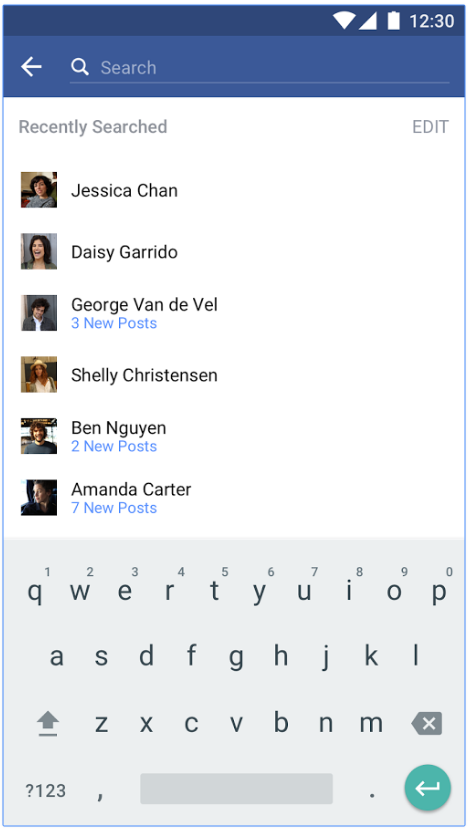 12:30
Search
Recently Searched EDIT
Jessica Chan
Daisy Garrido
George Van de Vel
3 New Posts
Shelly Christensen
Ben Nguyen
2 New Posts
Amanda Carter
7 New Posts
1 2 3 4 5 6 7 8 9 0
q w e r t y u i o p
a s d f g h j k l
z x c v b n m
?123 , .